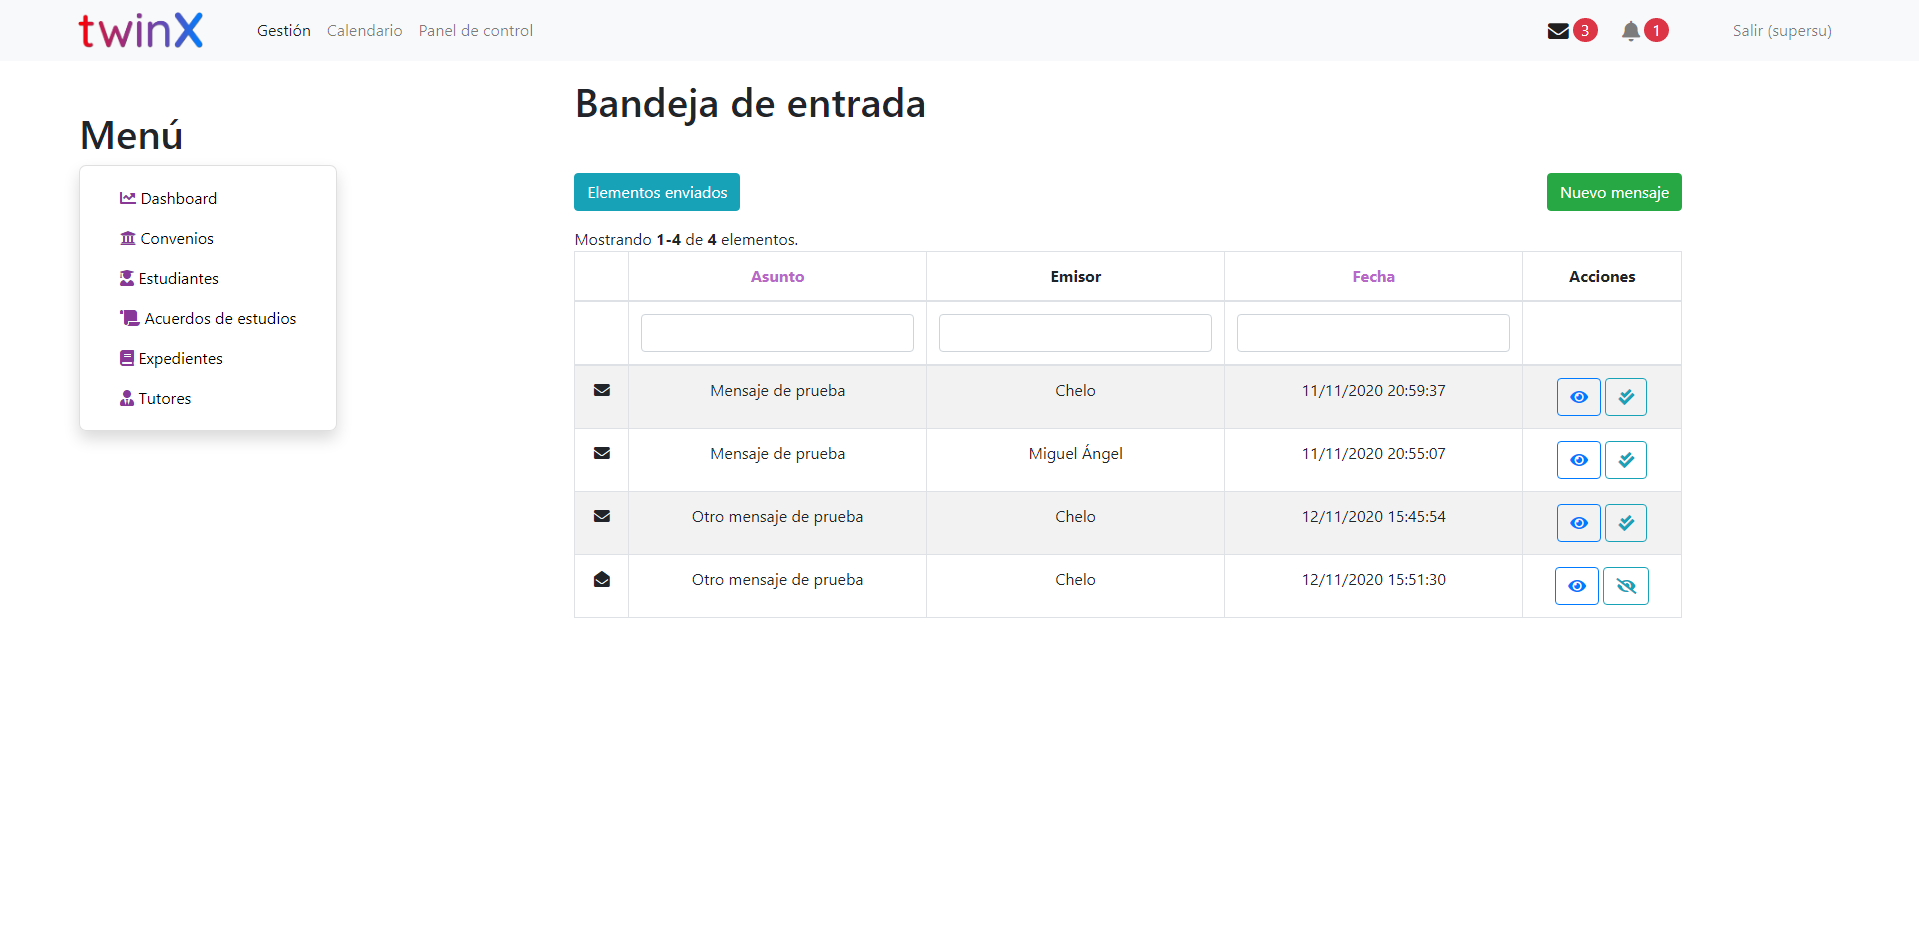 twinX Gestión Calendario Panel de control 3 1 Salir (supersu)
Menú
Dashboard
Convenios
Estudiantes
Acuerdos de estudios
Expedientes
Tutores
Bandeja de entrada
Elementos enviados Nuevo mensaje
Mostrando 1-4 de 4 elementos.
Asunto Emisor Fecha Acciones
Mensaje de prueba Chelo 11/11/2020 20:59:37
Mensaje de prueba Miguel Ángel 11/11/2020 20:55:07
Otro mensaje de prueba Chelo 12/11/2020 15:45:54
Otro mensaje de prueba Chelo 12/11/2020 15:51:30